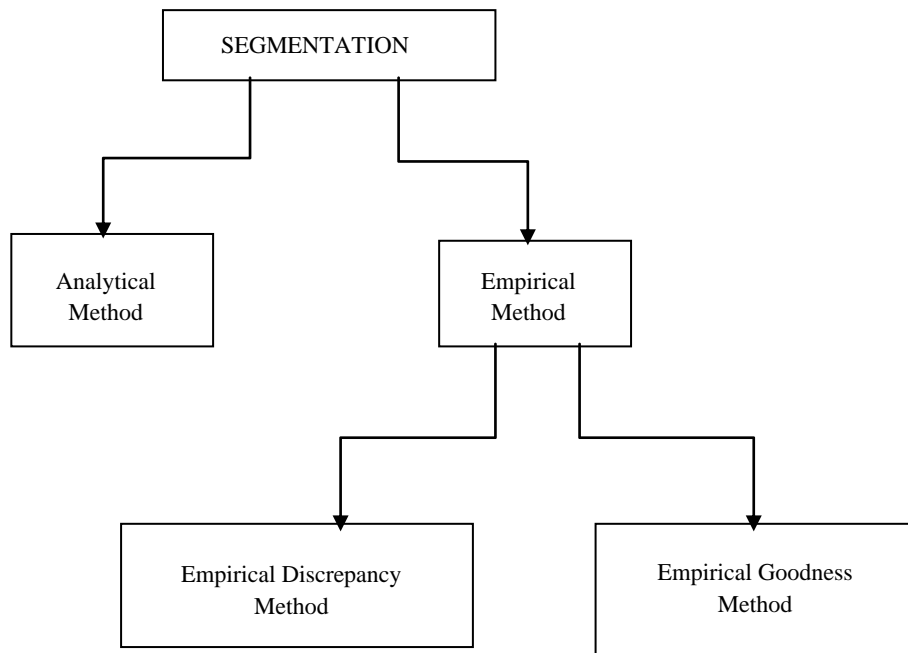 SEGMENTATION
Analytical
Method
Empirical
Method
Empirical Discrepancy
Method
Empirical Goodness
Method